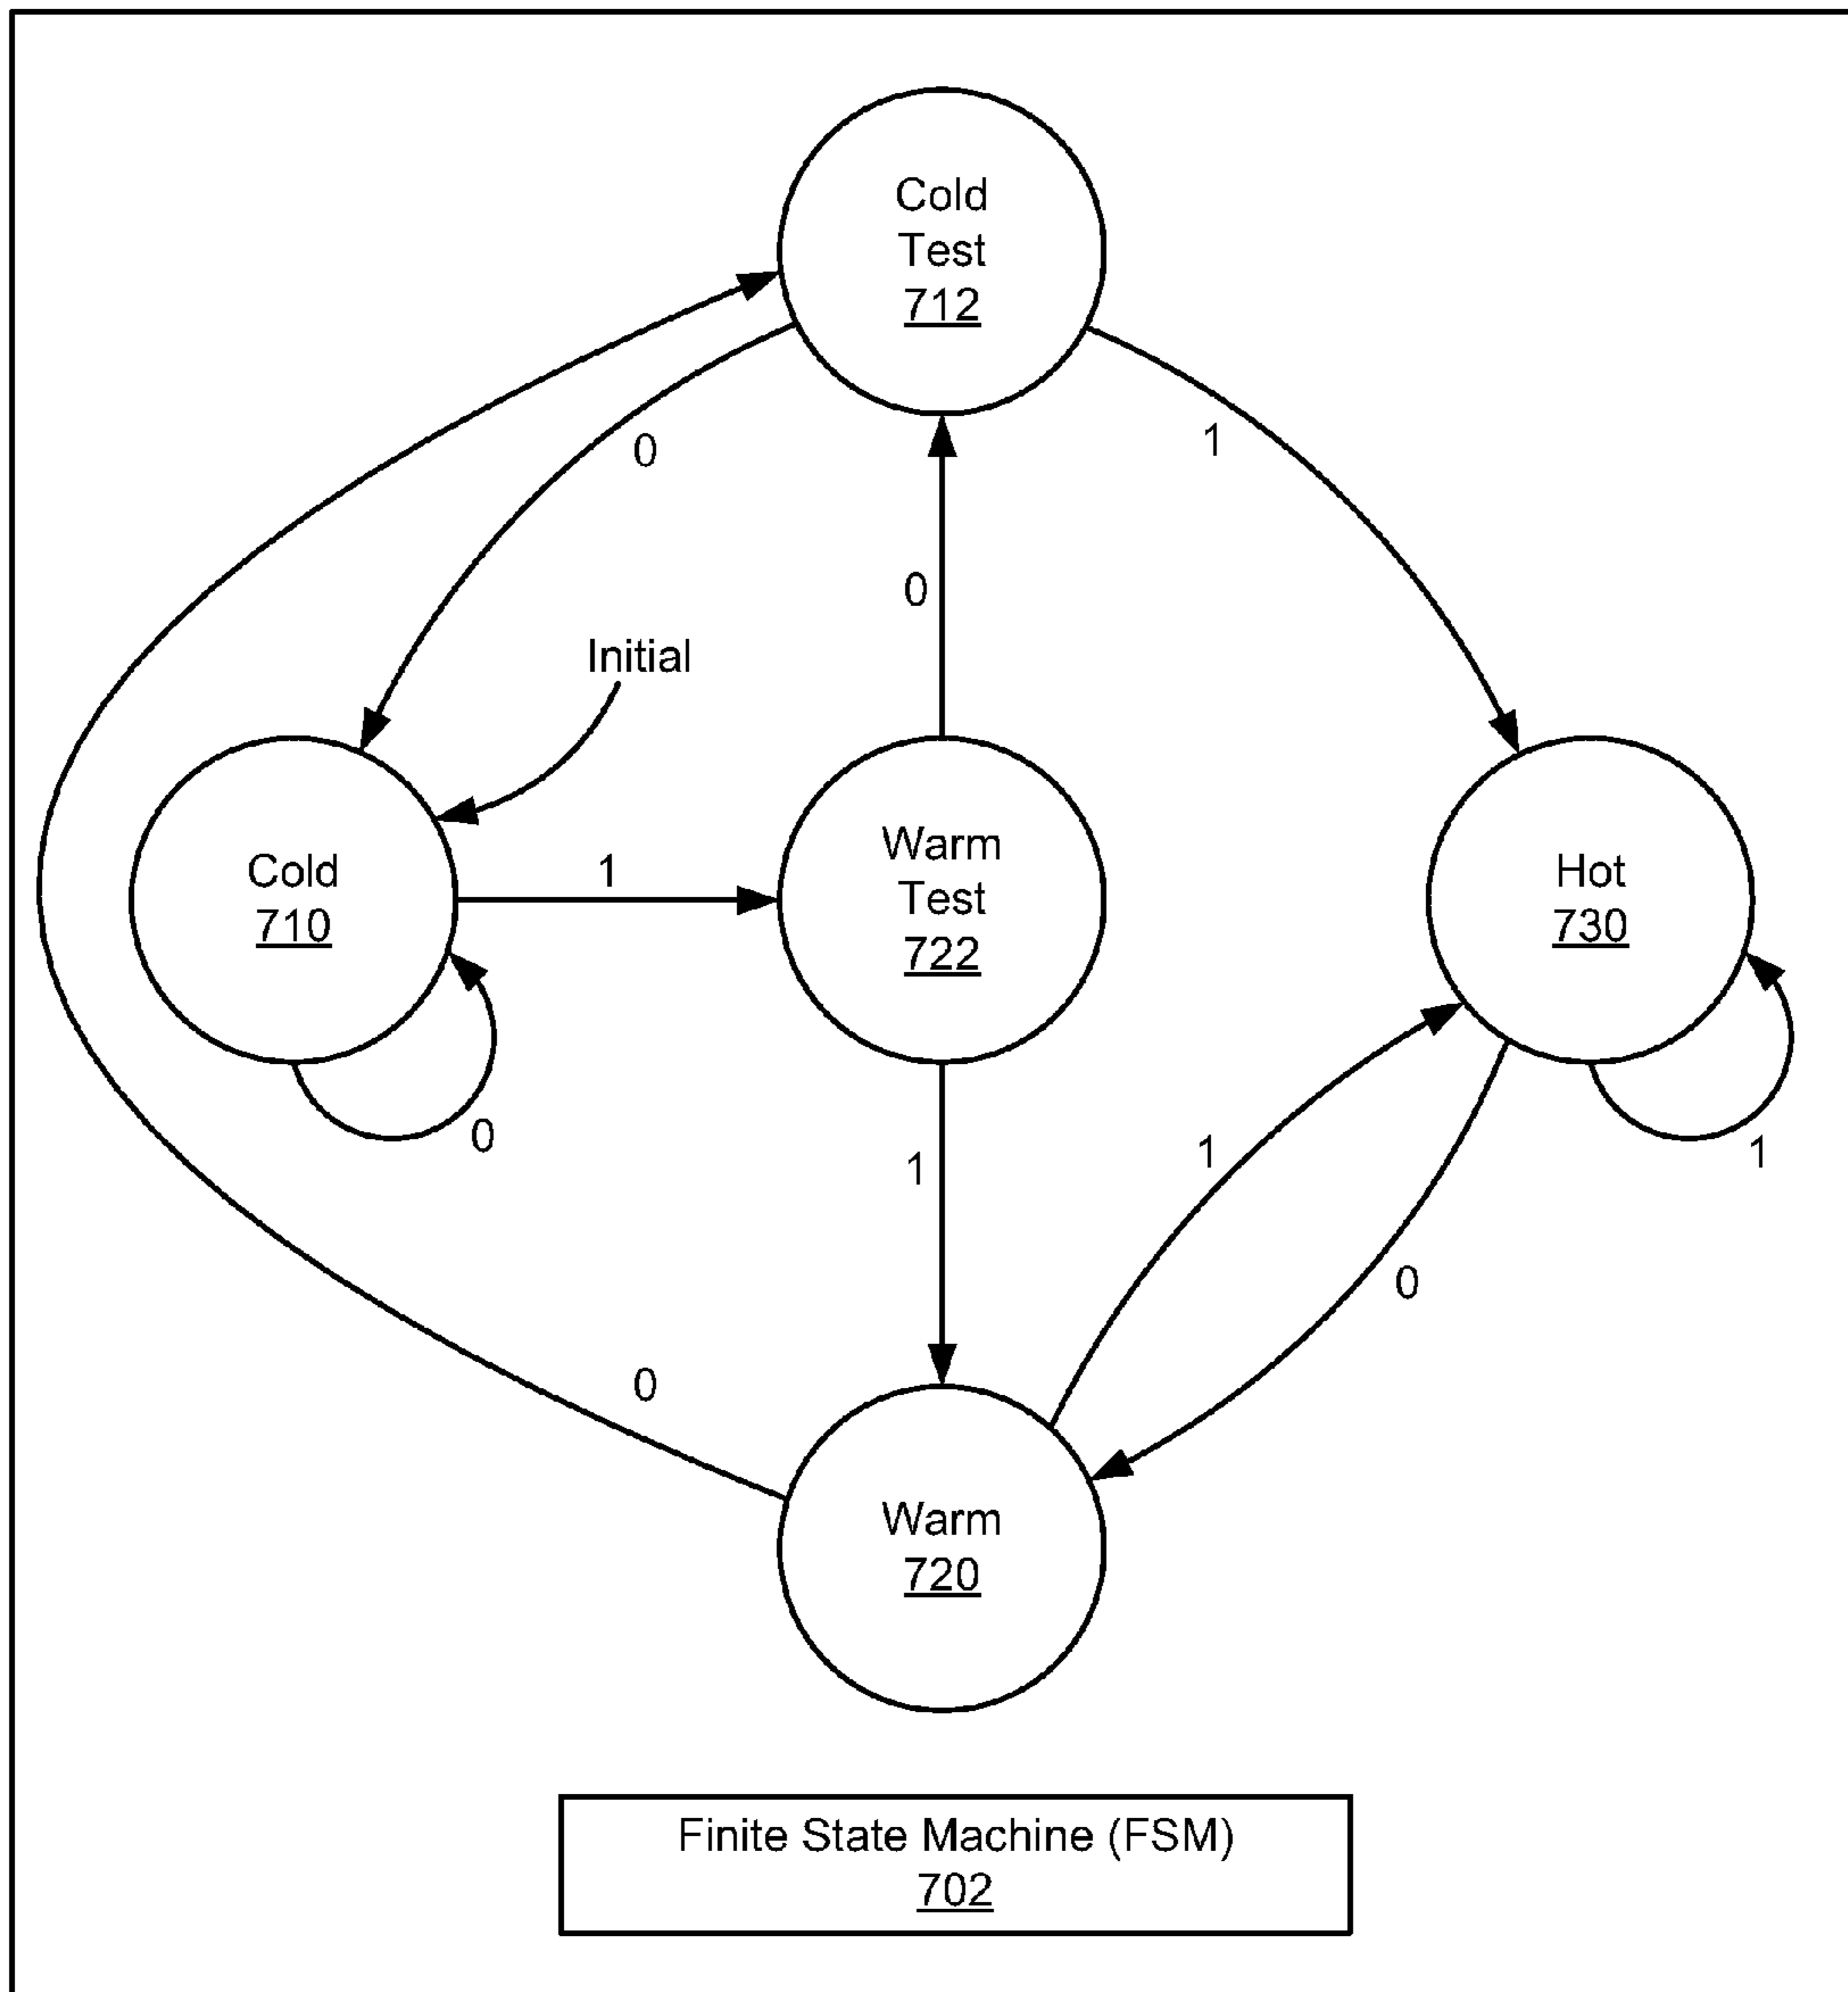 Cold
Test
712
0
1
0
Initial
Cold
710
1
Warm
Test
722
Hot
730
0
1
1
1
0
0
Warm
720
Finite State Machine (FSM)
702